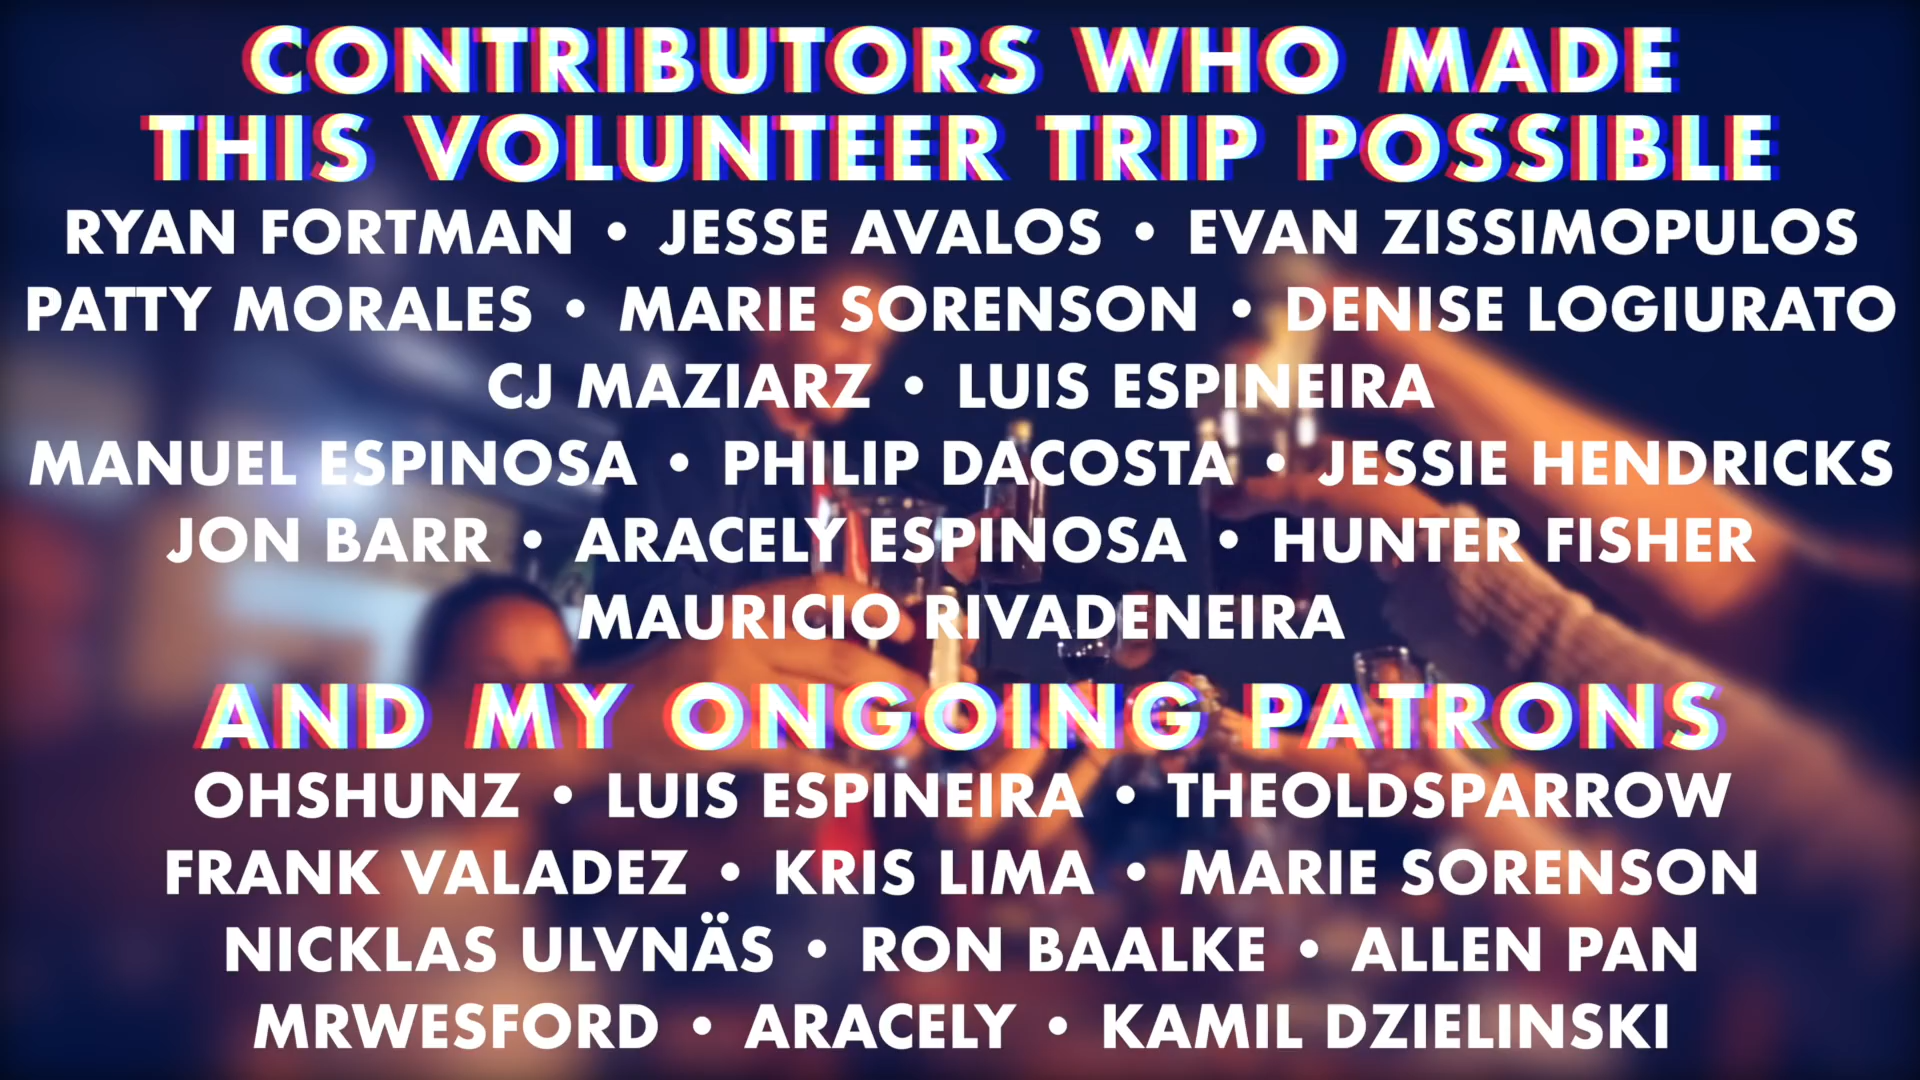 CONTRIBUTORS WHO MADE
THIS VOLUNTEER TRIP POSSIBLE
RYAN FORTMAN • JESSE AVALOS • EVAN ZISSIMOPULOS
PATTY MORALES • MARIE SORENSON • DENISE LOGIURATO
CJ MAZIARZ • LUIS ESPINEIRA
MANUEL ESPINOSA • PHILIP DACOSTA • JESSIE HENDRICKS
JON BARR • ARACELY ESPINOSA • HUNTER FISHER
MAURICIO RIVADENEIRA
AND MY ONGOING PATRONS
OHSHUNZ • LUIS ESPINEIRA • THEOLDSPARROW
FRANK VALADEZ • KRIS LIMA • MARIE SORENSON
NICKLAS ULVNÄS • RON BAALKE • ALLEN PAN
MRWESFORD • ARACELY • KAMIL DZIELINSKI